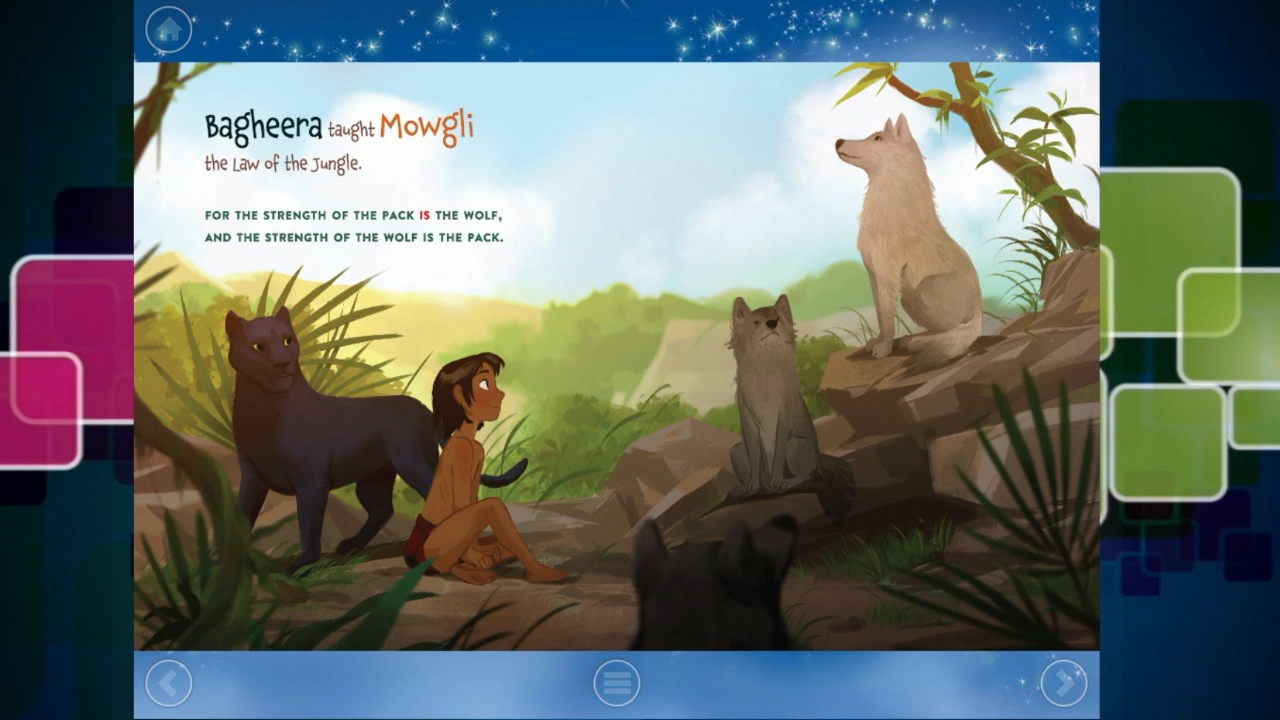 Bagheera taught Mowgli
the Law of the Jungle.
FOR THE STRENGTH OF THE PACK IS THE WOLF,
AND THE STRENGTH OF THE WOLF IS THE PACK.